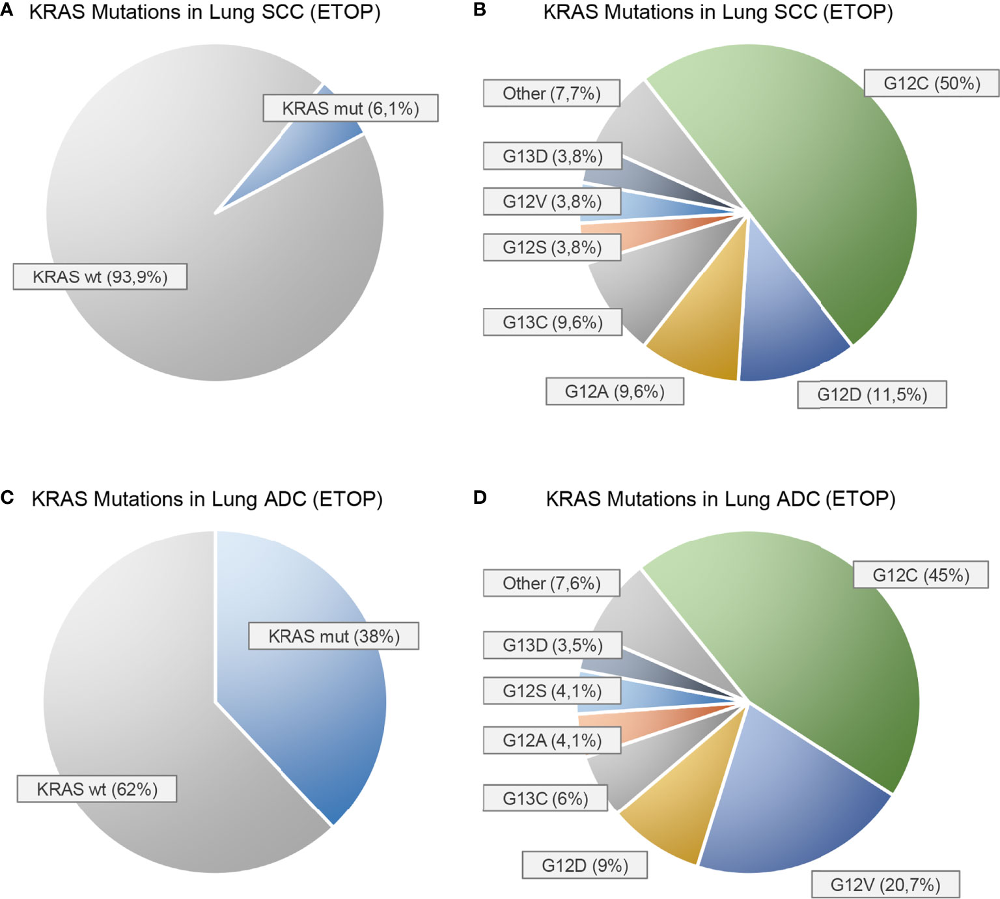 A KRAS Mutations in Lung SCC (ETOP)
KRAS mut (6,1%)
KRAS wt (93,9%)
B KRAS Mutations in Lung SCC (ETOP)
G12C (50%)
Other (7,7%)
G13D (3,8%)
G12V (3,8%)
G12S (3,8%)
G13C (9,6%)
G12A (9,6%)
G12D (11,5%)
C KRAS Mutations in Lung ADC (ETOP)
KRAS mut (38%)
KRAS wt (62%)
D KRAS Mutations in Lung ADC (ETOP)
G12C (45%)
Other (7,6%)
G13D (3,5%)
G12S (4,1%)
G12A (4,1%)
G13C (6%)
G12D (9%)
G12V (20,7%)